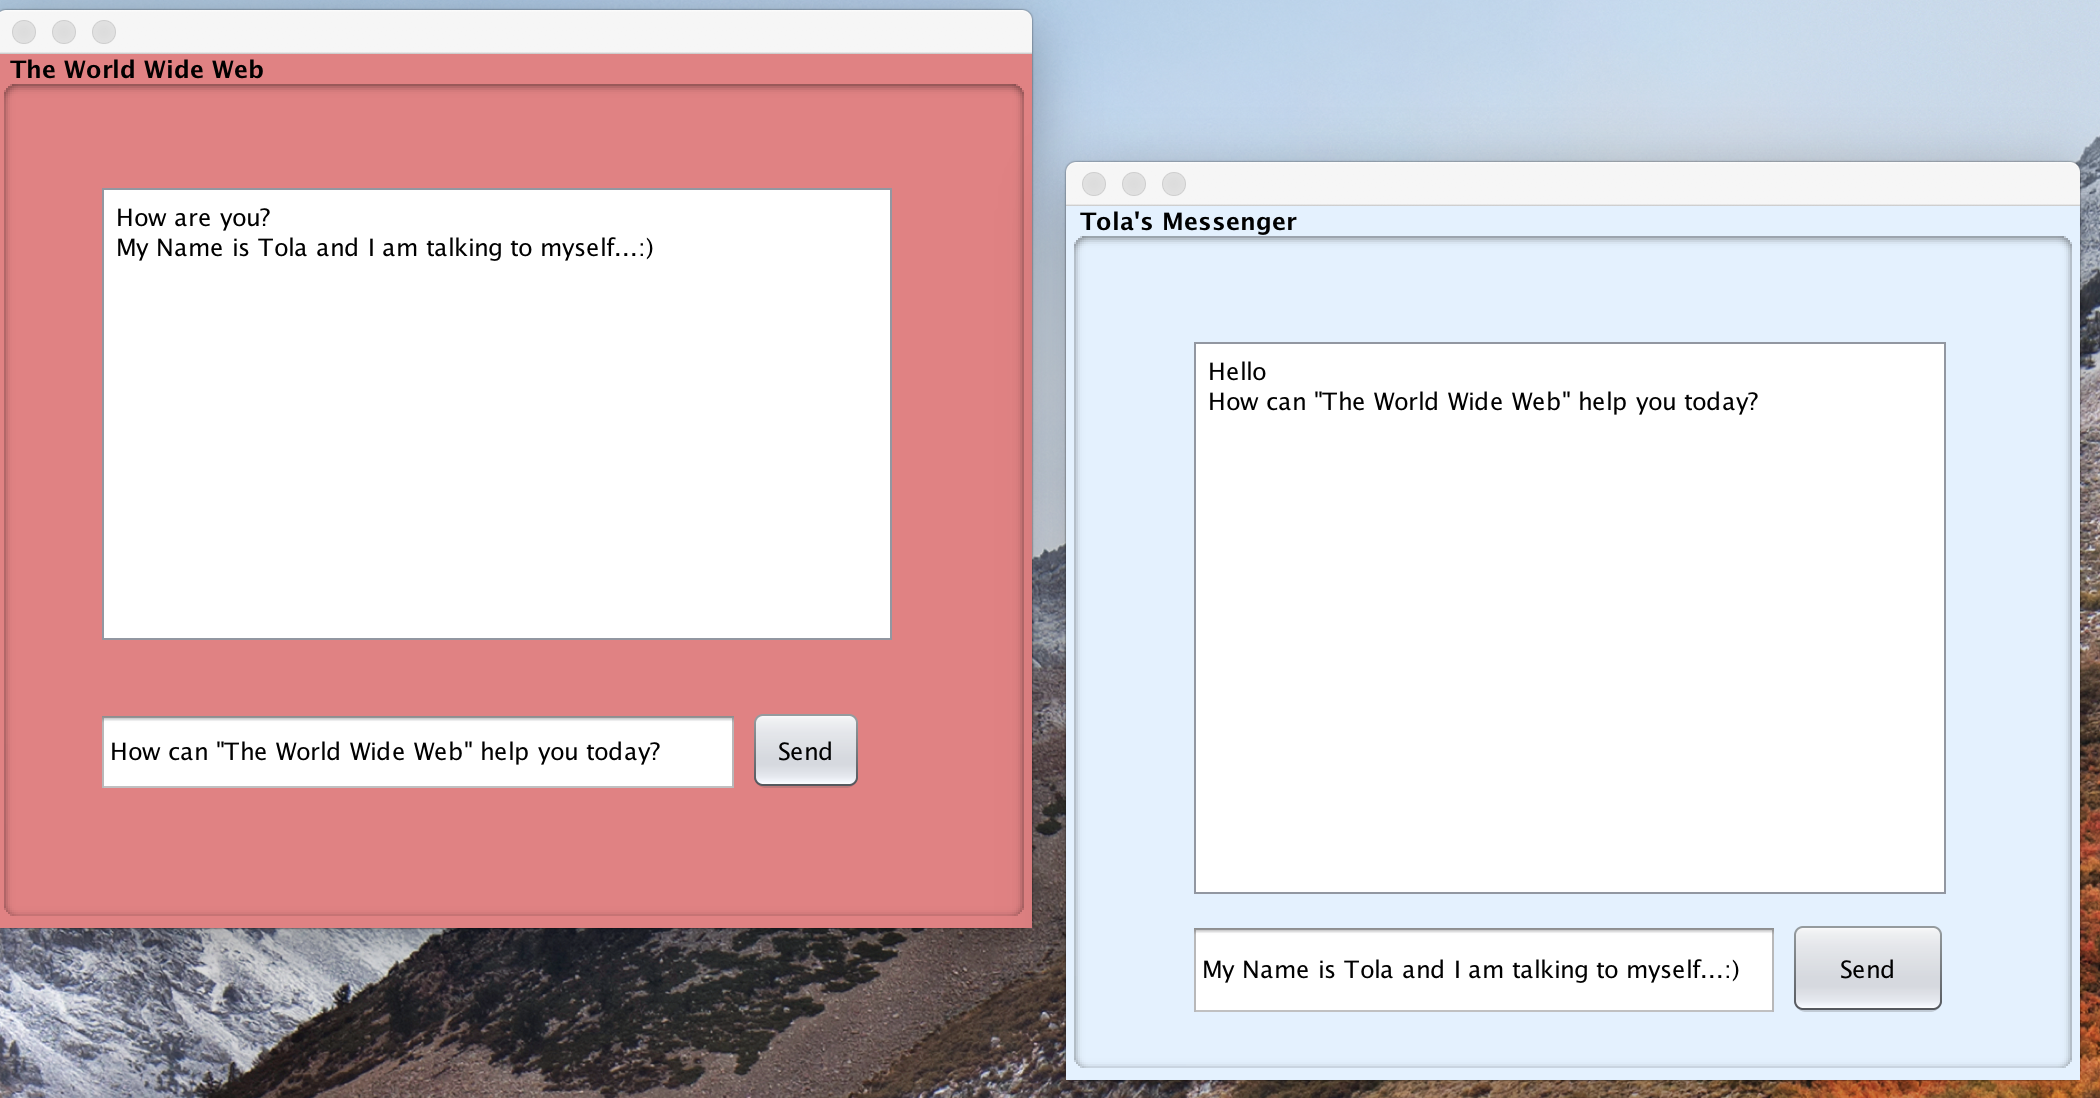 The World Wide Web
How are you?
My Name is Tola and I am talking to myself...:)
How can "The World Wide Web" help you today?
Send
Tola's Messenger
Hello
How can "The World Wide Web" help you today?
My Name is Tola and I am talking to myself...:)
Send